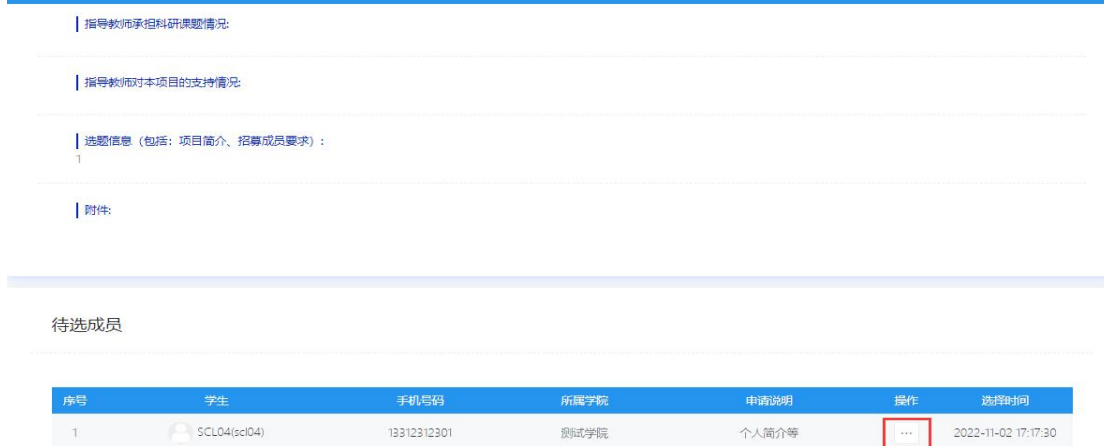 指导教师承担科研课题情况:
指导教师对本项目的支持情况:
选题信息（包括：项目简介、招募成员要求）:
1
附件:
待选成员
序号 学生 手机号码 所属学院 申请说明 操作 选择时间
1 SCL04(scl04) 13312312301 测试学院 个人简介等 ... 2022-11-02 17:17:30